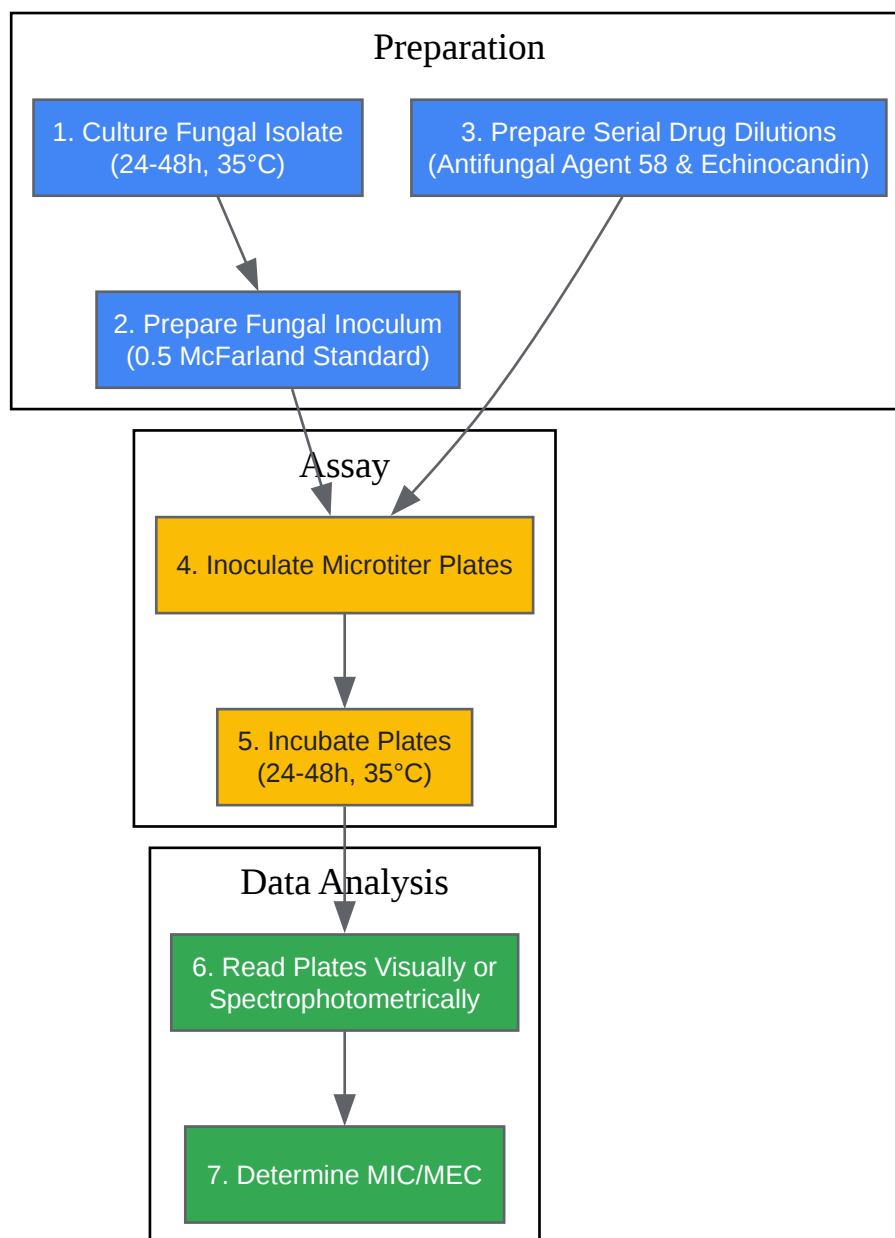 Preparation
1. Culture Fungal Isolate
(24-48h, 35°C)
3. Prepare Serial Drug Dilutions
(Antifungal Agent 58 & Echinocandin)
2. Prepare Fungal Inoculum
(0.5 McFarland Standard)
Assay
4. Inoculate Microtiter Plates
5. Incubate Plates
(24-48h, 35°C)
Data Analysis
6. Read Plates Visually or
Spectrophotometrically
7. Determine MIC/MEC